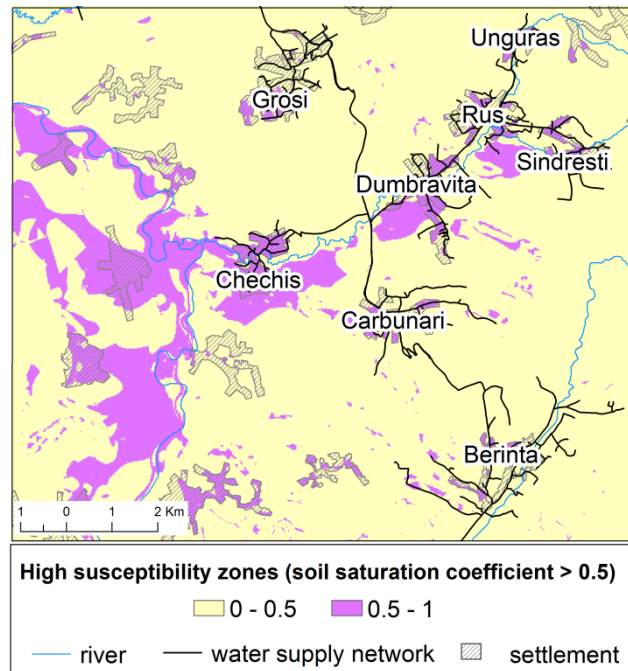 Unguras
Grosi
Rus
Sindresti
Dumbravita
Chechis
Carbunari
Berinta
1 0 1 2 Km
High susceptibility zones (soil saturation coefficient > 0.5)
0 - 0.5 0.5 - 1
river water supply network settlement